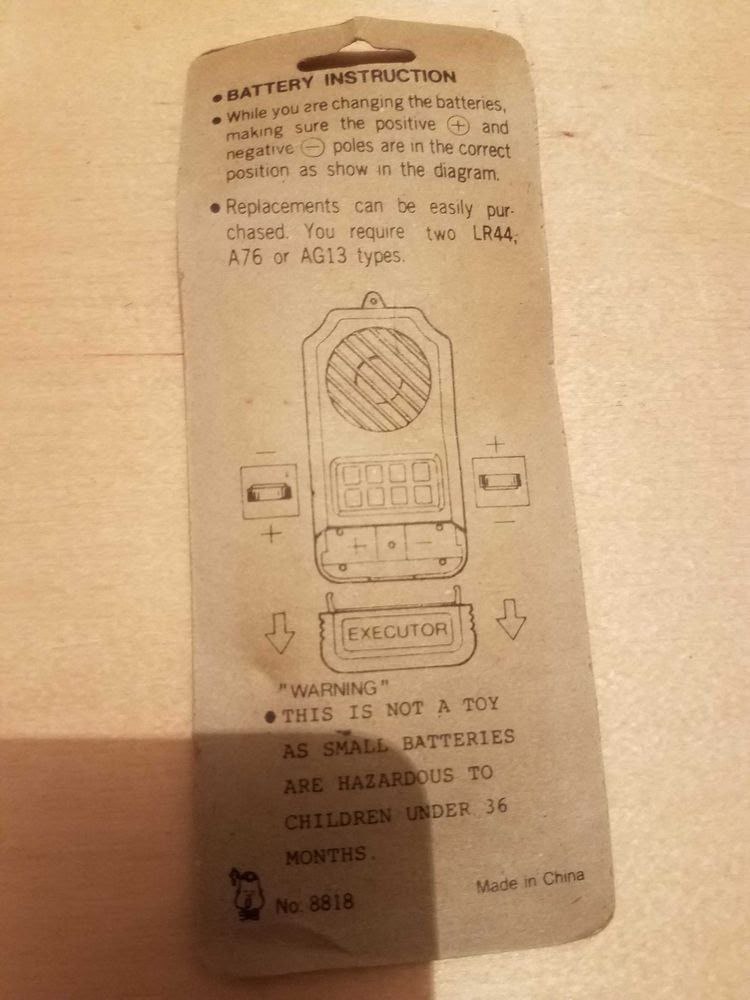 • BATTERY INSTRUCTION
• While you are changing the batteries,
making sure the positive ⊕ and
negative ⊖ poles are in the correct
position as show in the diagram.
• Replacements can be easily pur-
chased. You require two LR44,
A76 or AG13 types.
− +
+ −
+ −
EXECUTOR
"WARNING"
• THIS IS NOT A TOY
AS SMALL BATTERIES
ARE HAZARDOUS TO
CHILDREN UNDER 36
MONTHS.
No. 8818
Made in China